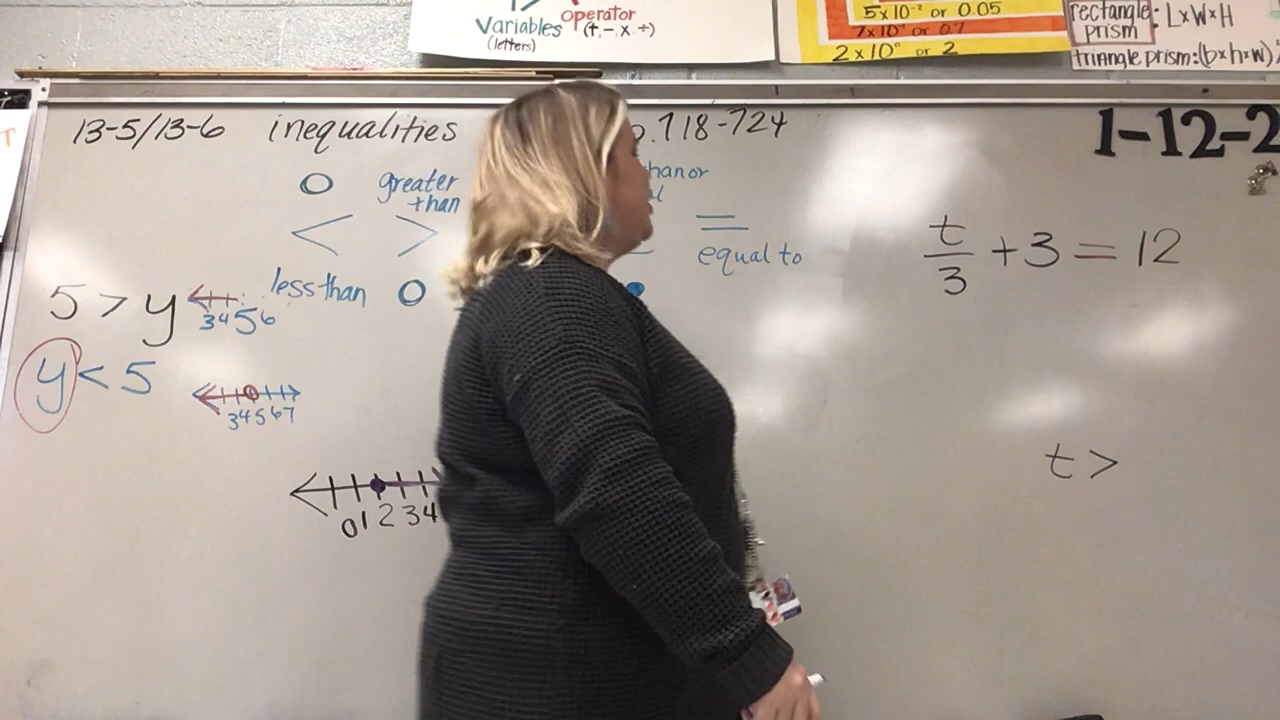 variables operator
(letters) (+,-,x,÷)
5x10⁻² or 0.05
7x10⁻¹ or 0.7
2x10⁰ or 2
rectangle: LxWxH
prism
triangle prism:(bxhxw)
13-5/13-6 inequalities p.718-724
1-12-2
greater
than
< >
less than
=
equal to
5 > y
3 4 5 6
y < 5
3 4 5 6 7
0 1 2 3 4
t/3 + 3 = 12
t >